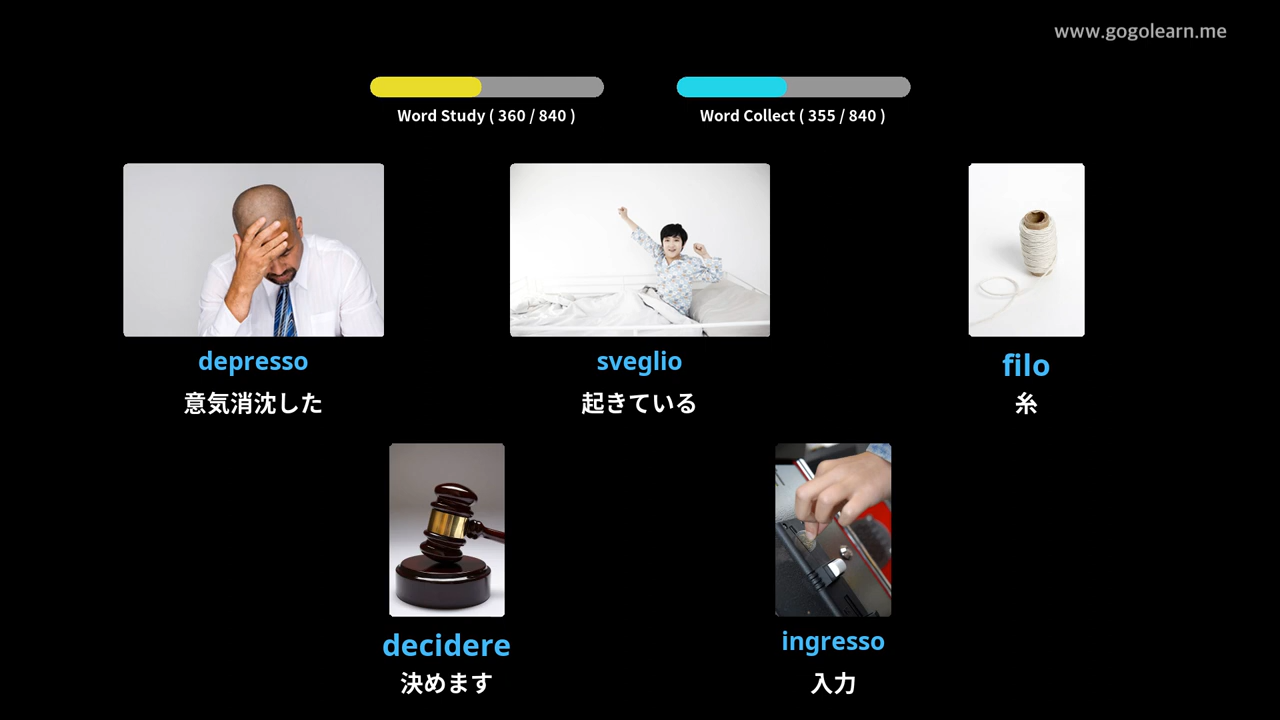 www.gogolearn.me
Word Study ( 360 / 840 )
Word Collect ( 355 / 840 )
depresso
意気消沈した
sveglio
起きている
filo
糸
decidere
決めます
ingresso
入力